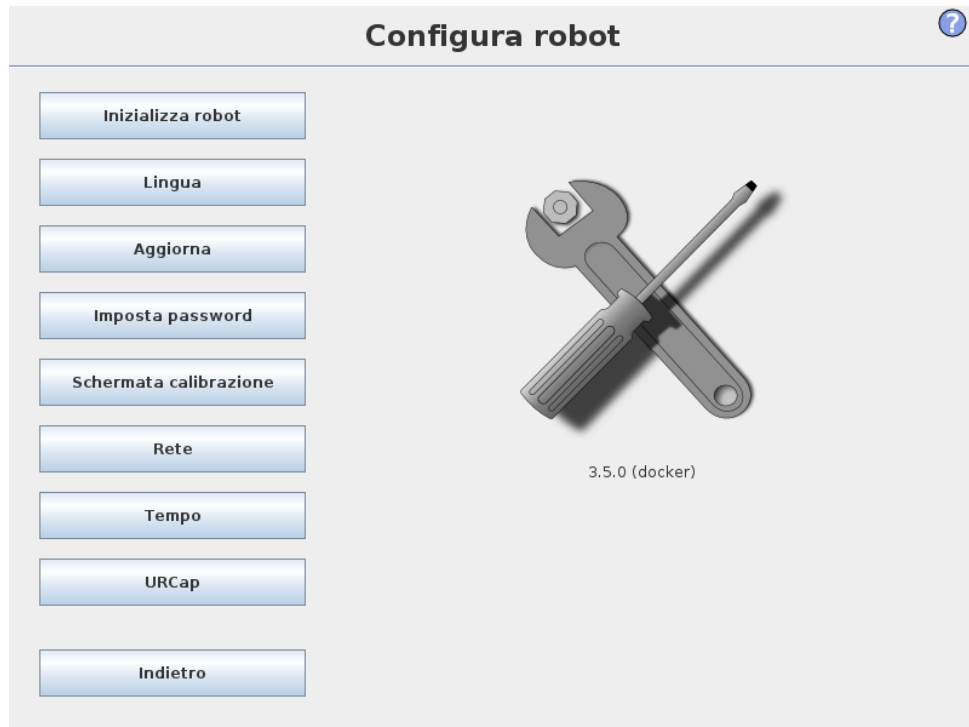 Configura robot
?
Inizializza robot
Lingua
Aggiorna
Imposta password
Schermata calibrazione
Rete
Tempo
URCap
Indietro
3.5.0 (docker)